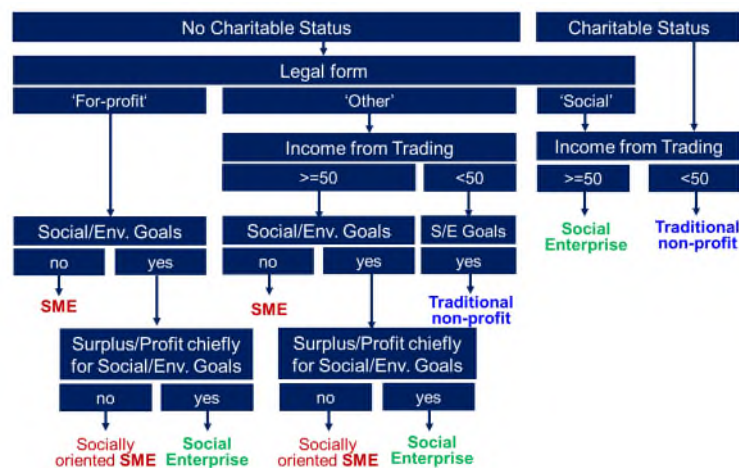 No Charitable Status
Charitable Status
Legal form
'For-profit'
'Other'
'Social'
Income from Trading
Income from Trading
>=50
<50
>=50
<50
Social/Env. Goals
Social/Env. Goals
S/E Goals
Social
Enterprise
Traditional
non-profit
no
yes
no
yes
yes
SME
SME
Traditional
non-profit
Surplus/Profit chiefly
for Social/Env. Goals
Surplus/Profit chiefly
for Social/Env. Goals
no
yes
no
yes
Socially
oriented SME
Social
Enterprise
Socially
oriented SME
Social
Enterprise